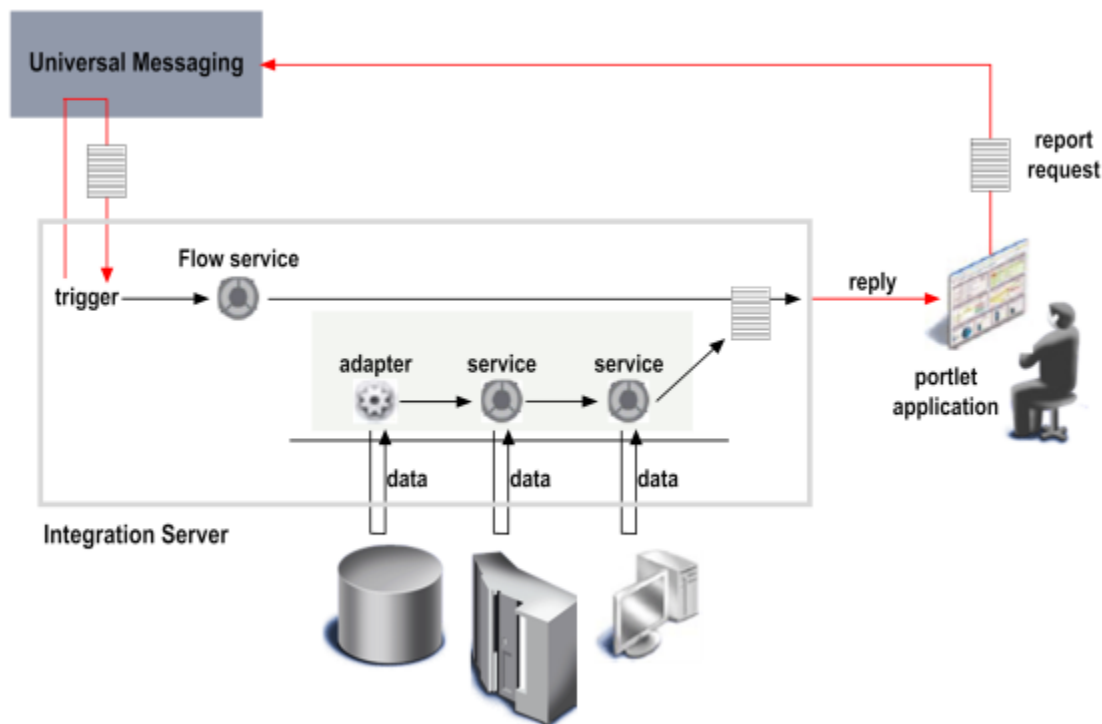 Universal Messaging
report
request
Flow service
trigger
reply
adapter
service
service
portlet
application
data
data
data
Integration Server